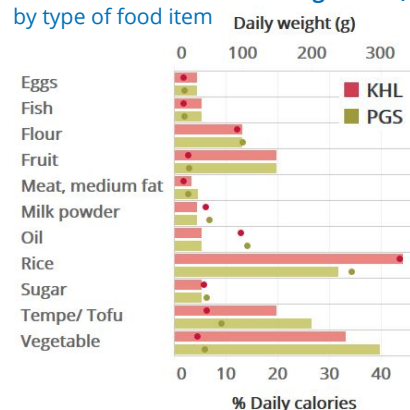 by type of food item
Daily weight (g)
0 100 200 300
KHL
PGS
Eggs
Fish
Flour
Fruit
Meat, medium fat
Milk powder
Oil
Rice
Sugar
Tempe/ Tofu
Vegetable
0 10 20 30 40
% Daily calories